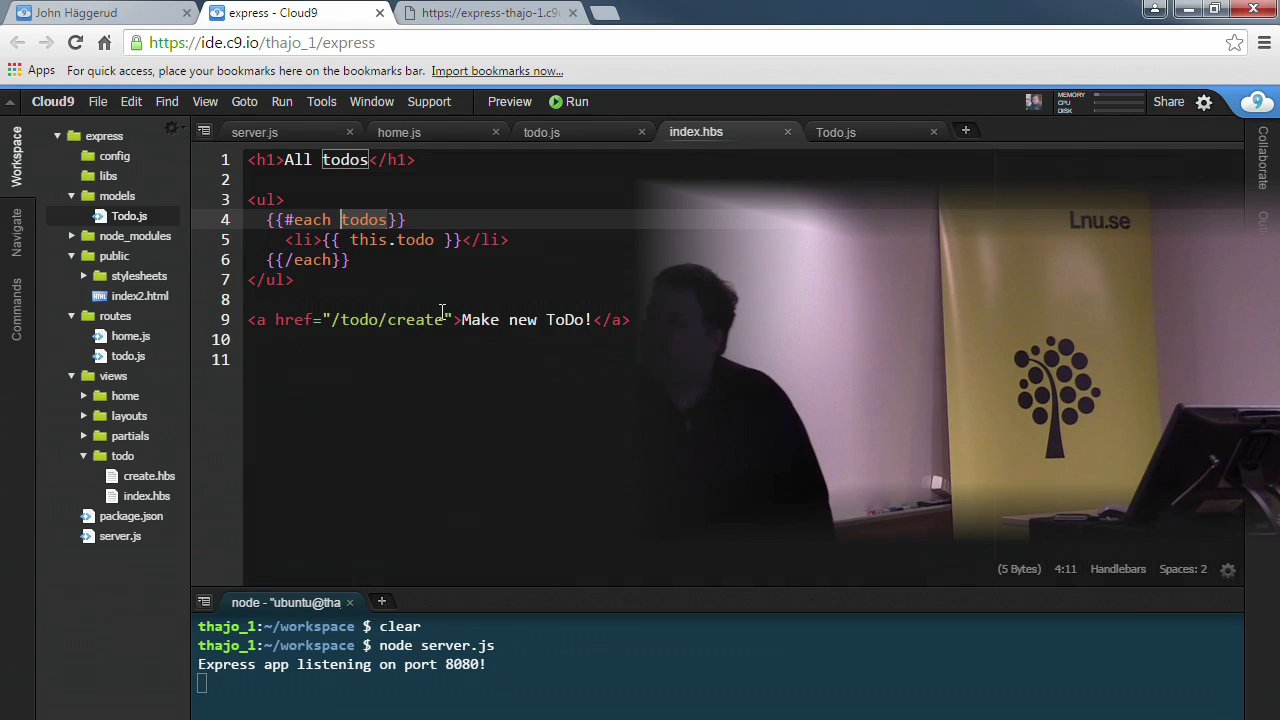 John Häggerud
express - Cloud9
https://express-thajo-1.c9
https://ide.c9.io/thajo_1/express
Apps
For quick access, place your bookmarks here on the bookmarks bar. Import bookmarks now...
Cloud9 File Edit Find View Goto Run Tools Window Support Preview Run
MEMORY
CPU
DISK
Share
9
Workspace
Navigate
Commands
express
config
libs
models
Todo.js
node_modules
public
stylesheets
index2.html
routes
home.js
todo.js
views
home
layouts
partials
todo
create.hbs
index.hbs
package.json
server.js
server.js home.js todo.js index.hbs Todo.js
1 <h1>All todos</h1>
2
3 <ul>
4 {{#each todos}}
5 <li>{{ this.todo }}</li>
6 {{/each}}
7 </ul>
8
9 <a href="/todo/create">Make new ToDo!</a>
10
11
Lnu.se
Collaborate
(5 Bytes) 4:11 Handlebars Spaces: 2
node - "ubuntu@tha
thajo_1:~/workspace $ clear
thajo_1:~/workspace $ node server.js
Express app listening on port 8080!